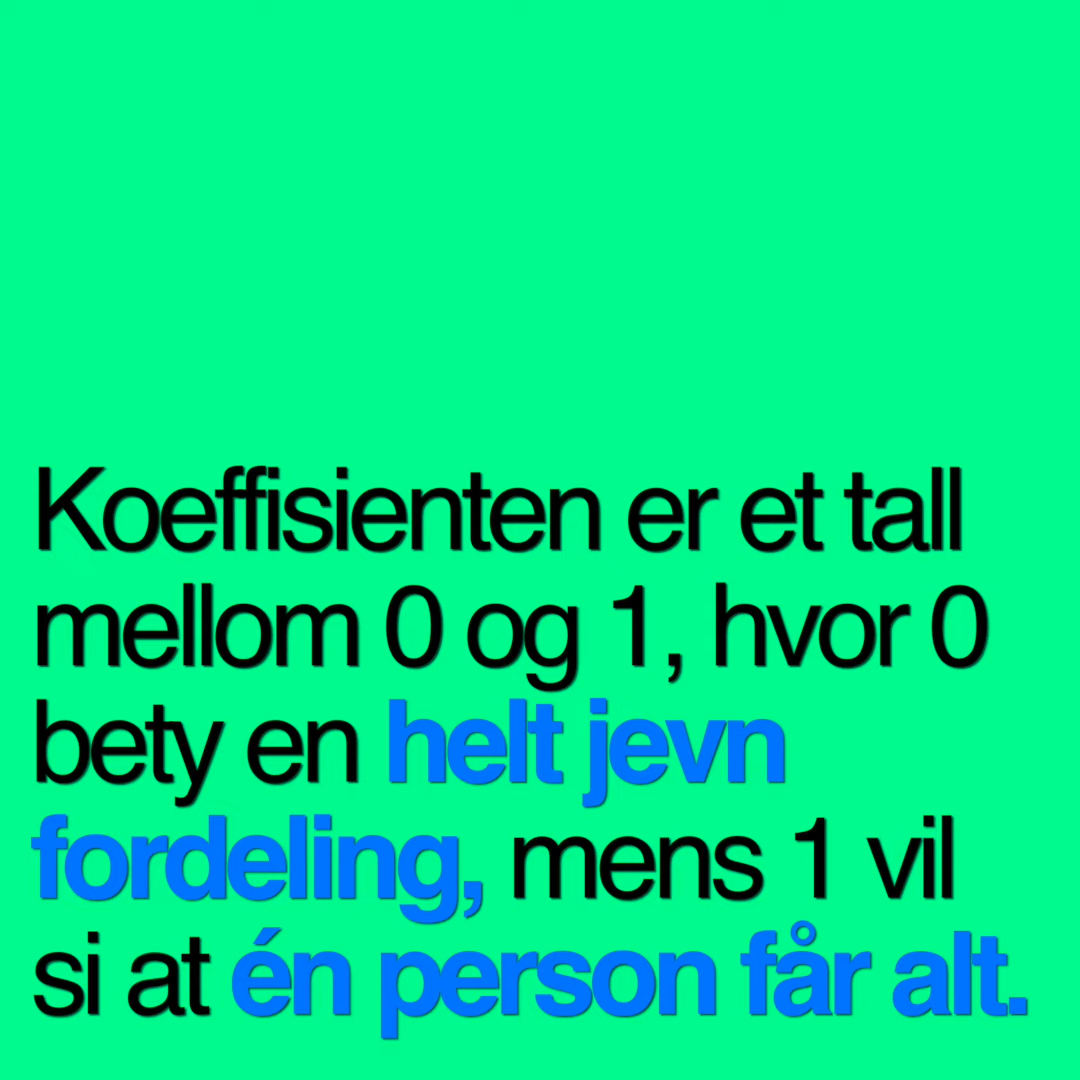 Koeffisienten er et tall
mellom 0 og 1, hvor 0
bety en helt jevn
fordeling, mens 1 vil
si at én person får alt.